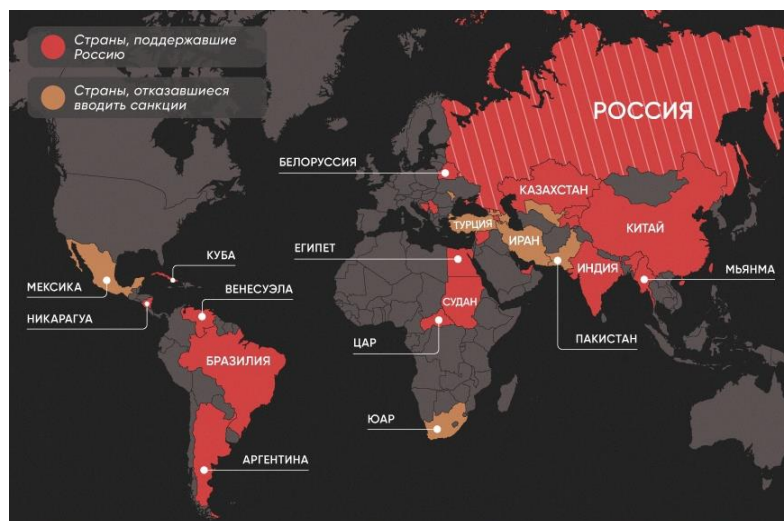 Страны, поддержавшие
Россию
Страны, отказавшиеся
вводить санкции
РОССИЯ
БЕЛОРУССИЯ
КАЗАХСТАН
ТУРЦИЯ
КИТАЙ
ЕГИПЕТ
ИРАН
КУБА
ИНДИЯ
МЬЯНМА
МЕКСИКА
ВЕНЕСУЭЛА
СУДАН
НИКАРАГУА
ЦАР
ПАКИСТАН
БРАЗИЛИЯ
ЮАР
АРГЕНТИНА